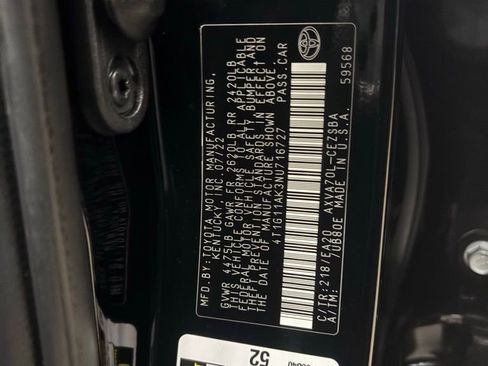 MFD.BY:TOYOTA MOTOR MANUFACTURING,
KENTUCKY, INC. 07/22
GVWR 4475LB GAWR FR 2620LB RR 2420LB
THIS VEHICLE CONFORMS TO ALL APPLICABLE
FEDERAL MOTOR VEHICLE SAFETY, BUMPER AND
THEFT PREVENTION STANDARDS IN EFFECT ON
THE DATE OF MANUFACTURE SHOWN ABOVE.
4T1G11AK3NU716727 PASS.CAR
C/TR:218/EA20 AXVA70L-CEZSBA
A/TM: /UB80E MADE IN U.S.A.
59568
52